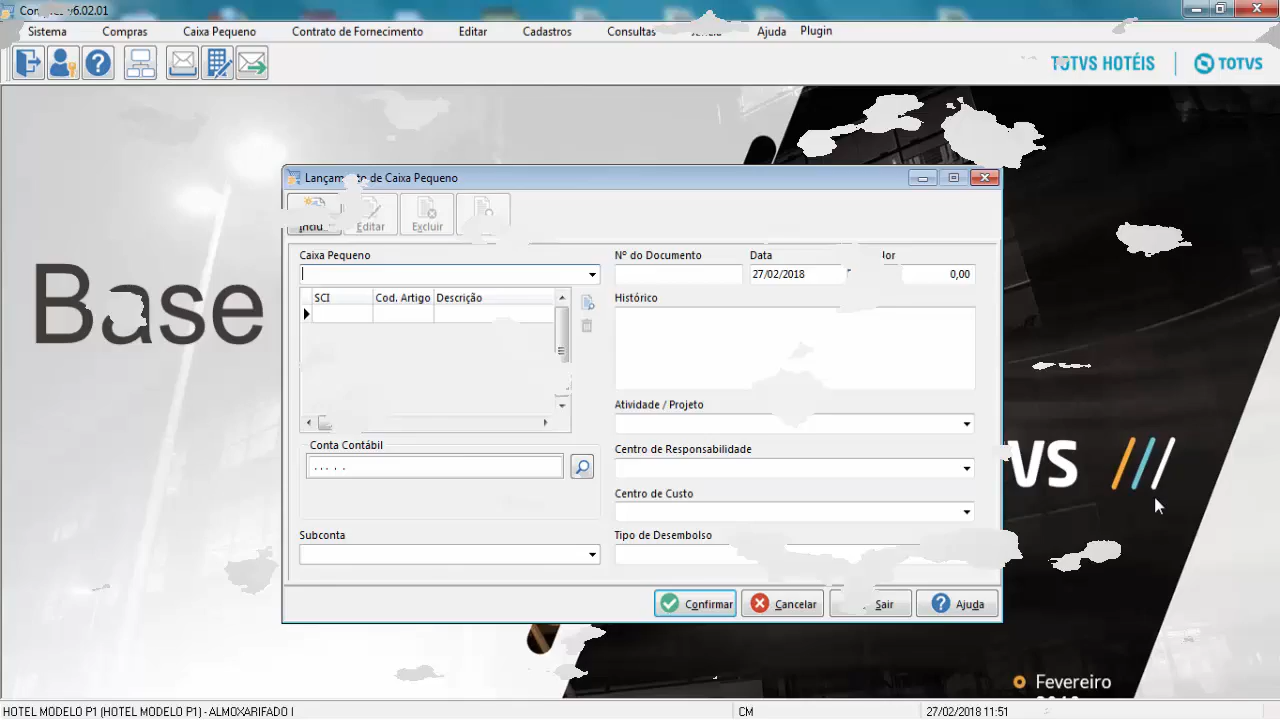 v6.02.01
Sistema Compras Caixa Pequeno Contrato de Fornecimento Editar Cadastros Consultas Ajuda Plugin
TOTVS HOTÉIS TOTVS
Base
Lançamento de Caixa Pequeno
Editar Excluir
Caixa Pequeno Nº do Documento Data
27/02/2018 0,00
SCI Cod. Artigo Descrição Histórico
Atividade / Projeto
Conta Contábil Centro de Responsabilidade
. . . . .
Centro de Custo
Subconta Tipo de Desembolso
Confirmar Cancelar Sair Ajuda
VS
Fevereiro
HOTEL MODELO P1 (HOTEL MODELO P1) - ALMOXARIFADO I CM 27/02/2018 11:51